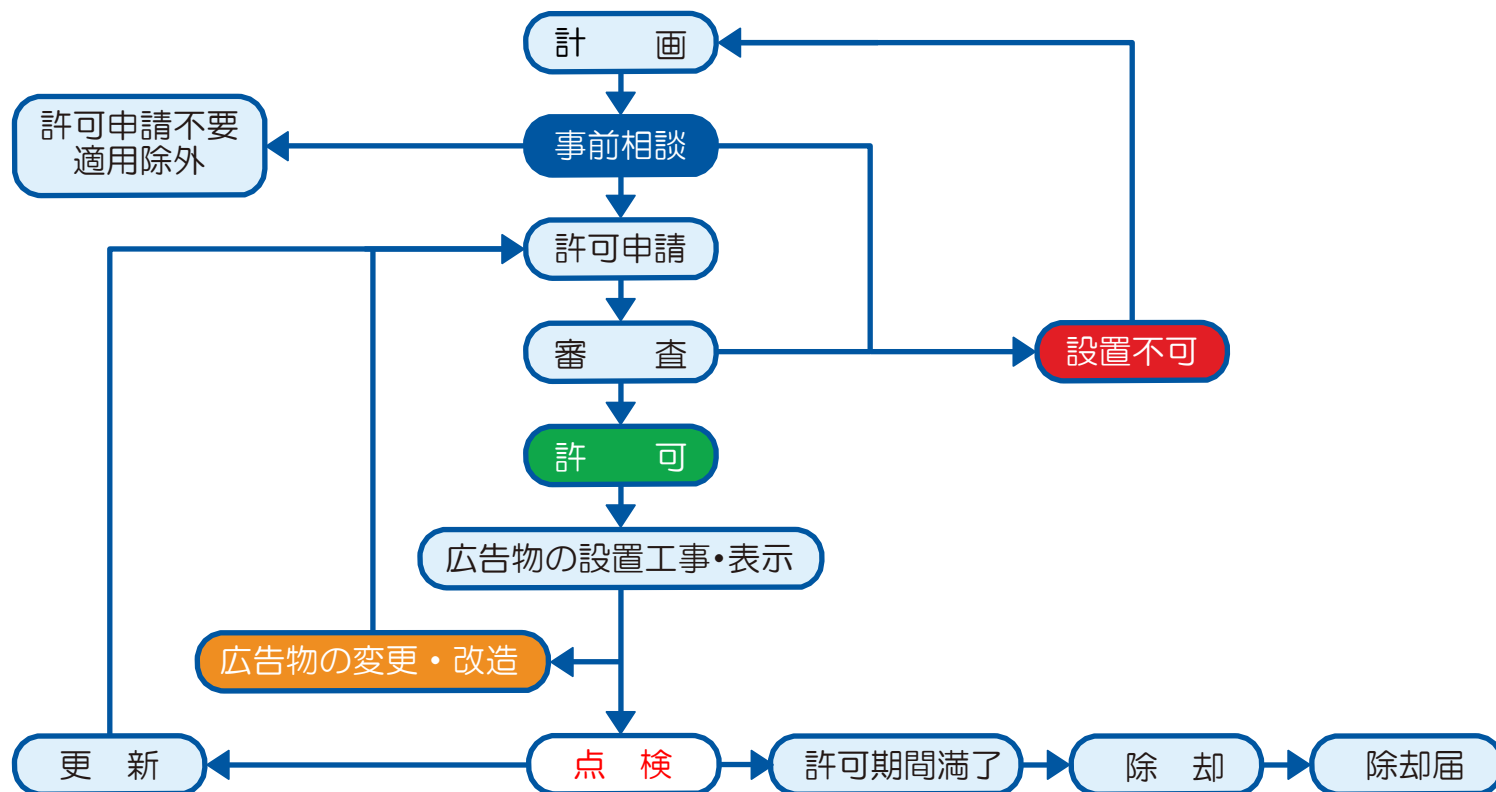 計 画
許可申請不要
適用除外
事前相談
許可申請
審 査
設置不可
許 可
広告物の設置工事・表示
広告物の変更・改造
更 新
点 検
許可期間満了
除 却
除却届